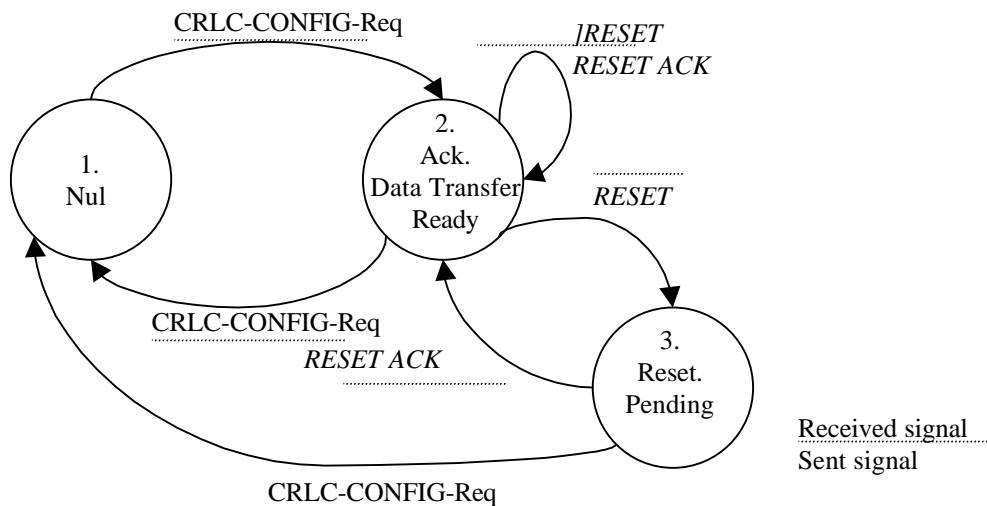 CRLC-CONFIG-Req
]RESET
RESET ACK
1.
Nul
2.
Ack.
Data Transfer
Ready
RESET
CRLC-CONFIG-Req
RESET ACK
3.
Reset.
Pending
Received signal
Sent signal
CRLC-CONFIG-Req